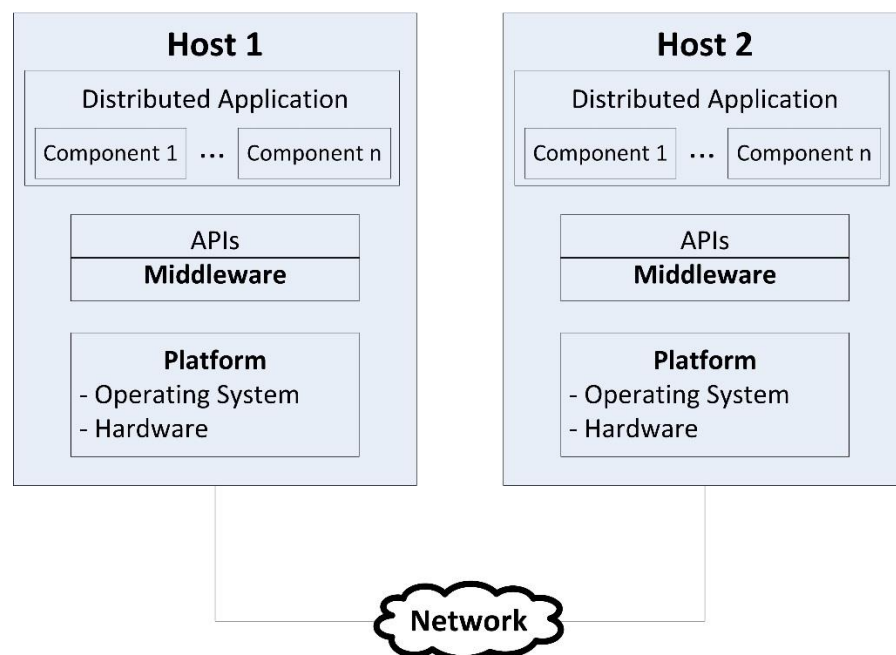 Host 1
Distributed Application
Component 1 ... Component n
APIs
Middleware
Platform
- Operating System
- Hardware
Host 2
Distributed Application
Component 1 ... Component n
APIs
Middleware
Platform
- Operating System
- Hardware
Network